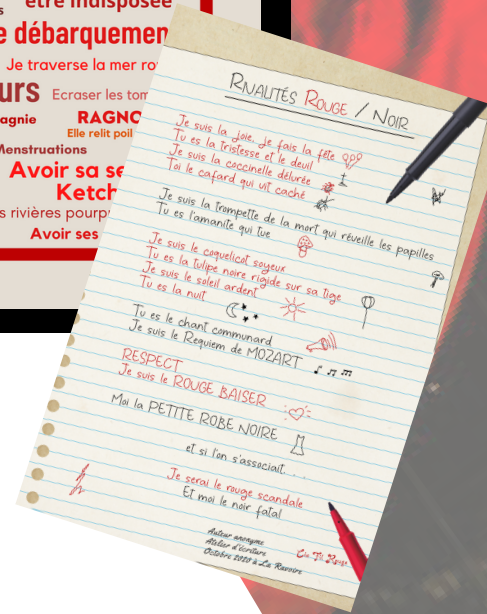 être indisposée
débarquemen
Je traverse la mer ro
urs
Ecraser les tom
agnie
RAGNO
Elle relit poil
Menstruations
Avoir sa se
Ketch
s rivières pourp
Avoir ses
RIVAUTÉS ROUGE / NOIR
Je suis la joie, je fais la fête
Tu es la tristesse et le deuil
Je suis la coccinelle délurée
Toi le cafard qui vit caché
Je suis la trompette de la mort qui réveille les papilles
Tu es l'amanite qui tue
Je suis le coquelicot soyeux
Tu es la tulipe noire rigide sur sa tige
Je suis le soleil ardent
Tu es la nuit
Tu es le chant communard
Je suis le Requiem de MOZART
RESPECT
Je suis le ROUGE BAISER
Moi la PETITE ROBE NOIRE
et si l'on s'associait. . .
Je serai le rouge scandale
Et moi le noir fatal
Auteur anonyme
Atelier d'écriture
Octobre 2020 à La Ravoire